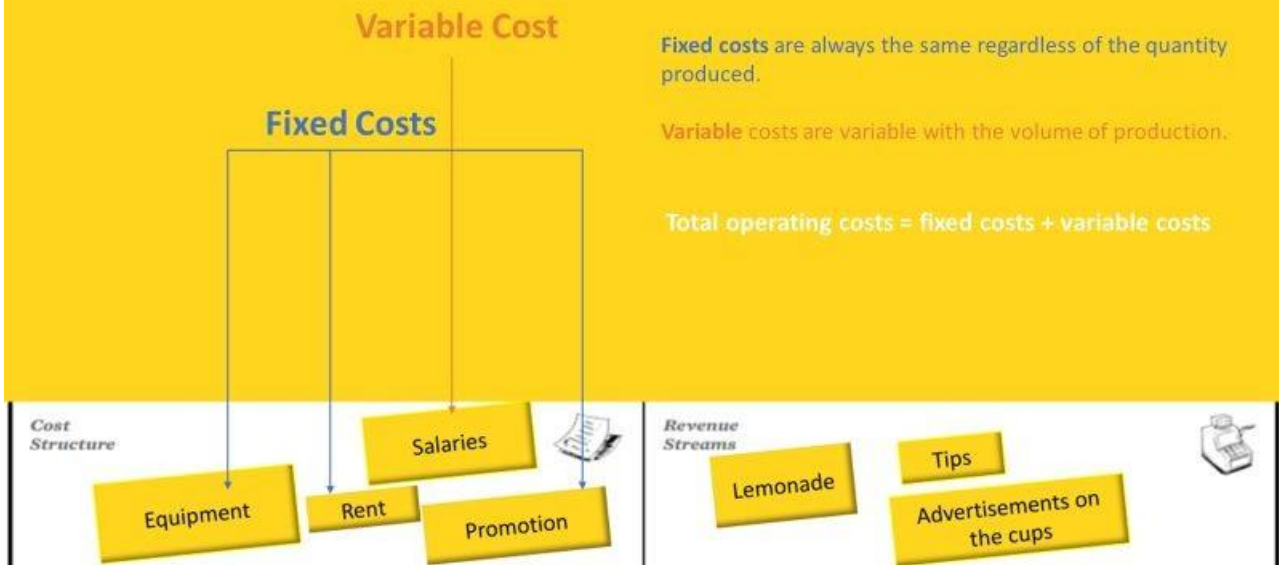 Variable Cost
Fixed Costs
Fixed costs are always the same regardless of the quantity
produced.
Variable costs are variable with the volume of production.
Total operating costs = fixed costs + variable costs
Cost
Structure
Salaries
Equipment
Rent
Promotion
Revenue
Streams
Lemonade
Tips
Advertisements on
the cups